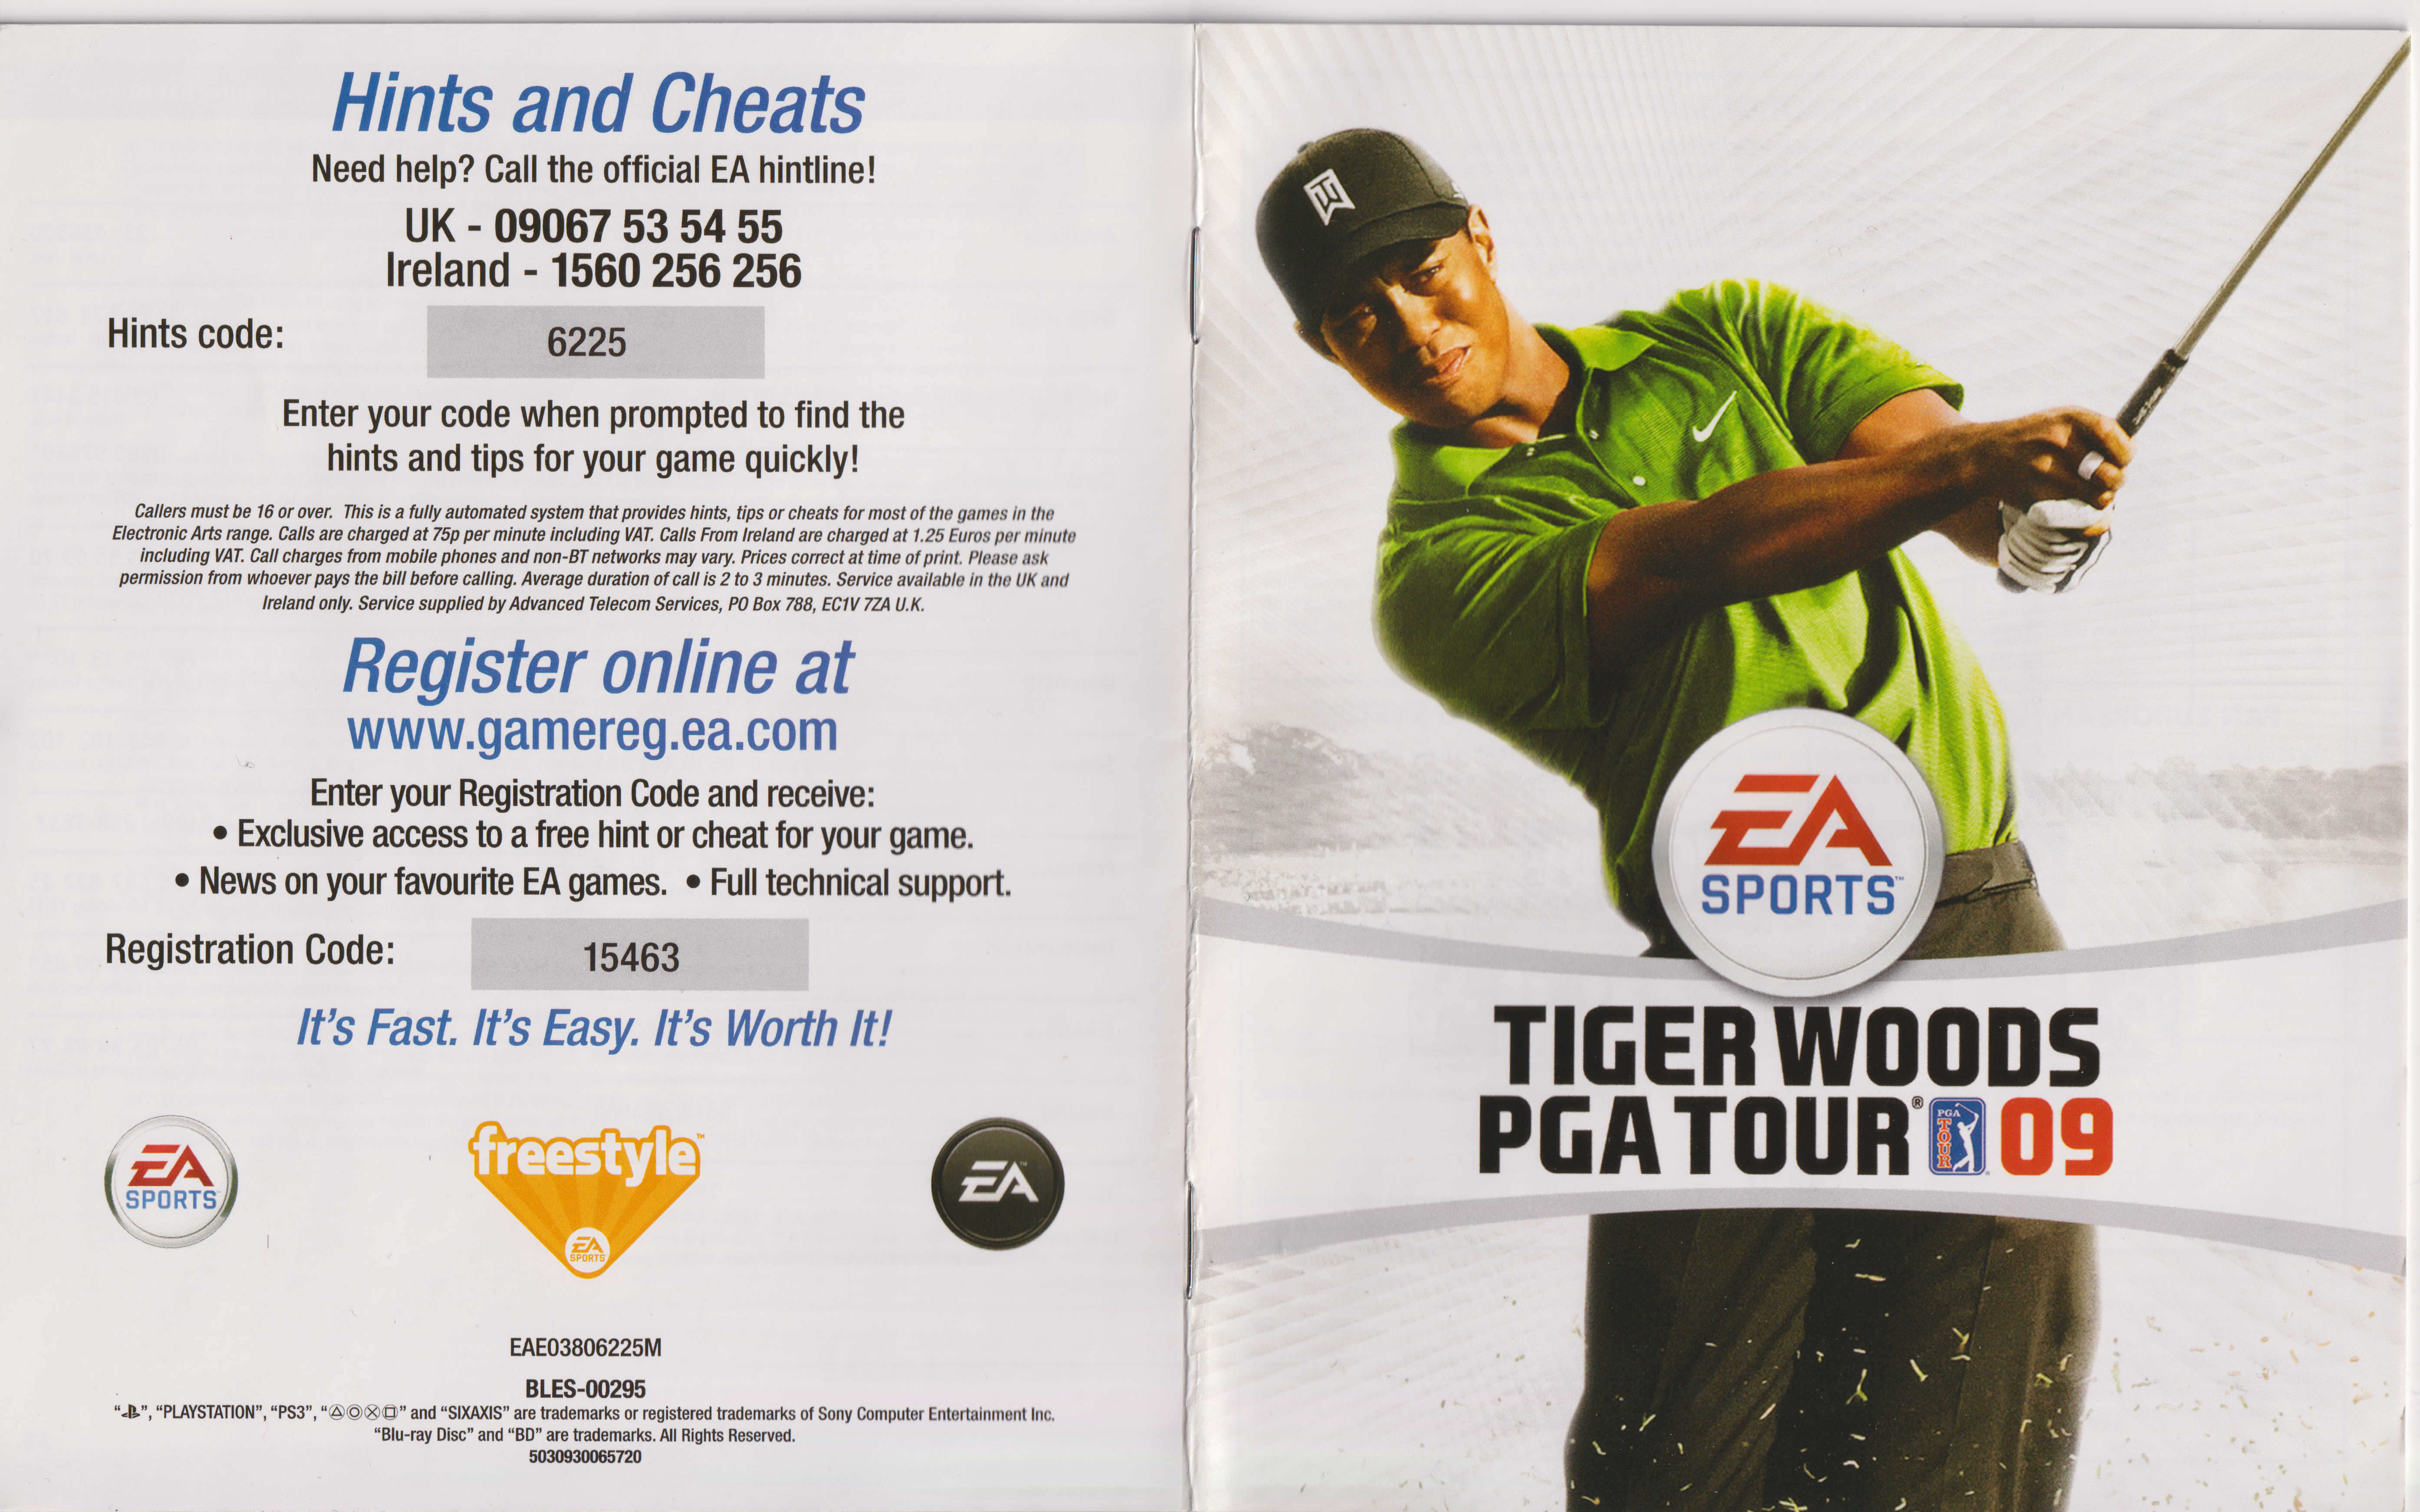 Hints and Cheats
Need help? Call the official EA hintline!
UK - 09067 53 54 55
Ireland - 1560 256 256
Hints code: 6225
Enter your code when prompted to find the
hints and tips for your game quickly!
Callers must be 16 or over. This is a fully automated system that provides hints, tips or cheats for most of the games in the
Electronic Arts range. Calls are charged at 75p per minute including VAT. Calls From Ireland are charged at 1.25 Euros per minute
including VAT. Call charges from mobile phones and non-BT networks may vary. Prices correct at time of print. Please ask
permission from whoever pays the bill before calling. Average duration of call is 2 to 3 minutes. Service available in the UK and
Ireland only. Service supplied by Advanced Telecom Services, PO Box 788, EC1V 7ZA U.K.
Register online at
www.gamereg.ea.com
Enter your Registration Code and receive:
• Exclusive access to a free hint or cheat for your game.
• News on your favourite EA games. • Full technical support.
Registration Code: 15463
It's Fast. It's Easy. It's Worth It!
EA
SPORTS
freestyle™
EA
SPORTS
EA™
EAE03806225M
BLES-00295
“”, “PLAYSTATION”, “PS3”, “△○✕□” and “SIXAXIS” are trademarks or registered trademarks of Sony Computer Entertainment Inc.
“Blu-ray Disc” and “BD” are trademarks. All Rights Reserved.
5030930065720
TW
EA
SPORTS™
TIGER WOODS
PGA TOUR® PGA TOUR 09